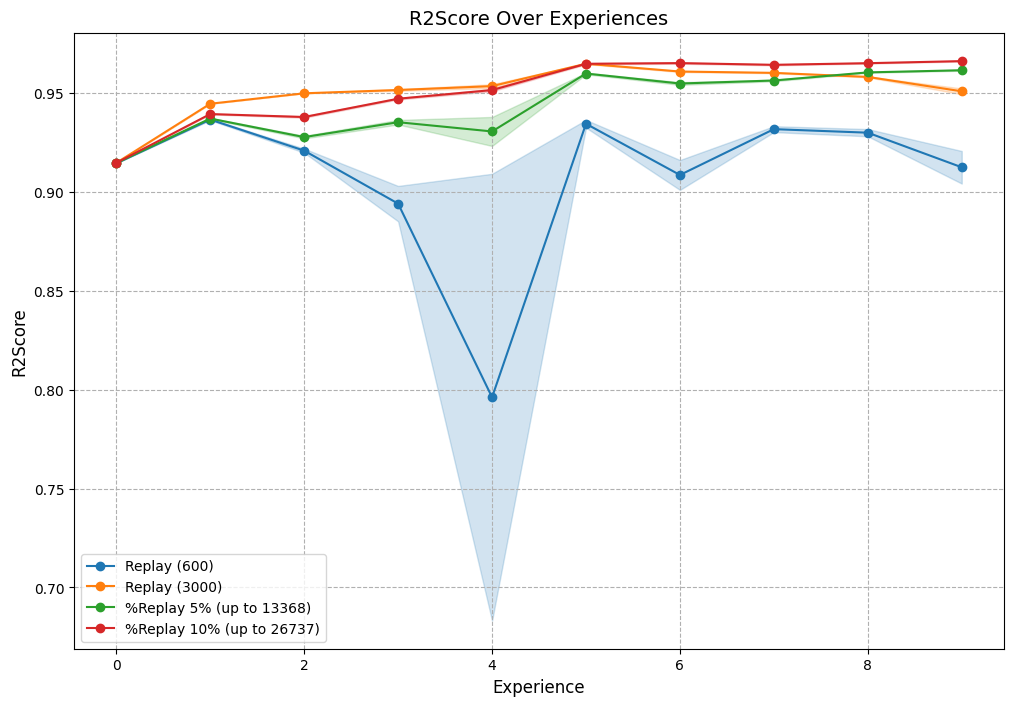 R2Score Over Experiences
R2Score
0.95
0.90
0.85
0.80
0.75
0.70
Replay (600)
Replay (3000)
%Replay 5% (up to 13368)
%Replay 10% (up to 26737)
0 2 4 6 8
Experience